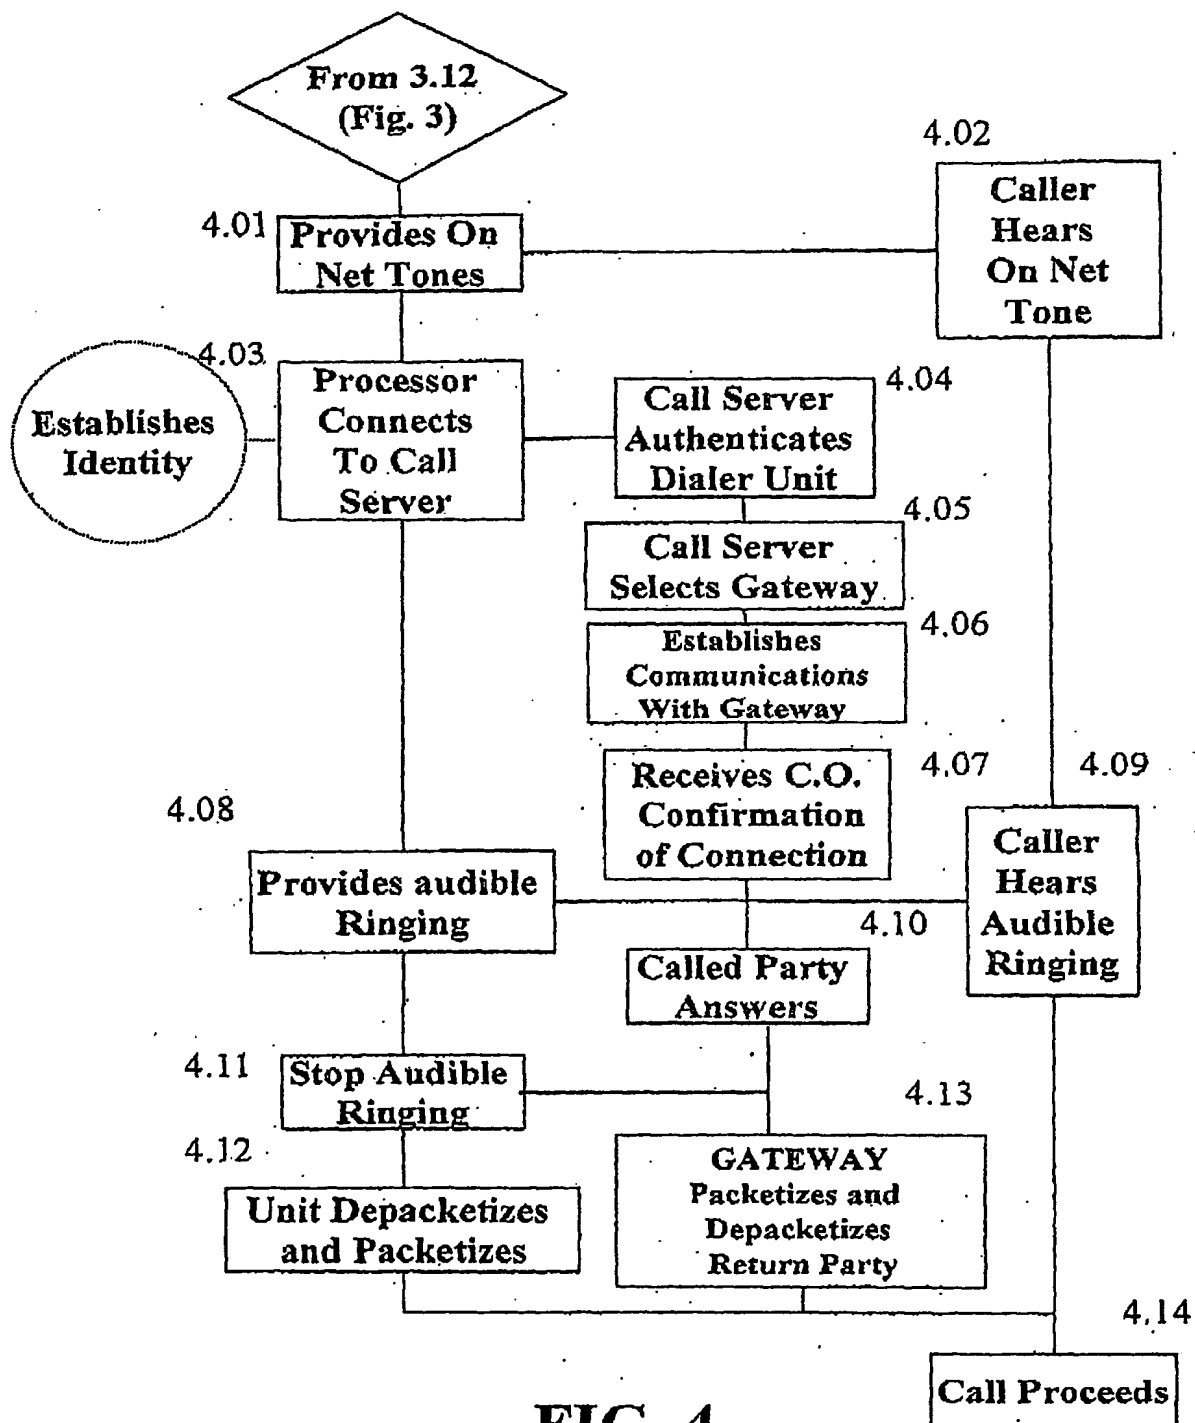 From 3.12
(Fig. 3)
4.01
Provides On
Net Tones
4.02
Caller
Hears
On Net
Tone
4.03
Establishes
Identity
Processor
Connects
To Call
Server
4.04
Call Server
Authenticates
Dialer Unit
4.05
Call Server
Selects Gateway
4.06
Establishes
Communications
With Gateway
4.07
Receives C.O.
Confirmation
of Connection
4.08
Provides audible
Ringing
4.09
Caller
Hears
Audible
Ringing
4.10
Called Party
Answers
4.11
Stop Audible
Ringing
4.12
Unit Depacketizes
and Packetizes
4.13
GATEWAY
Packetizes and
Depacketizes
Return Party
4.14
Call Proceeds
FIG. 4